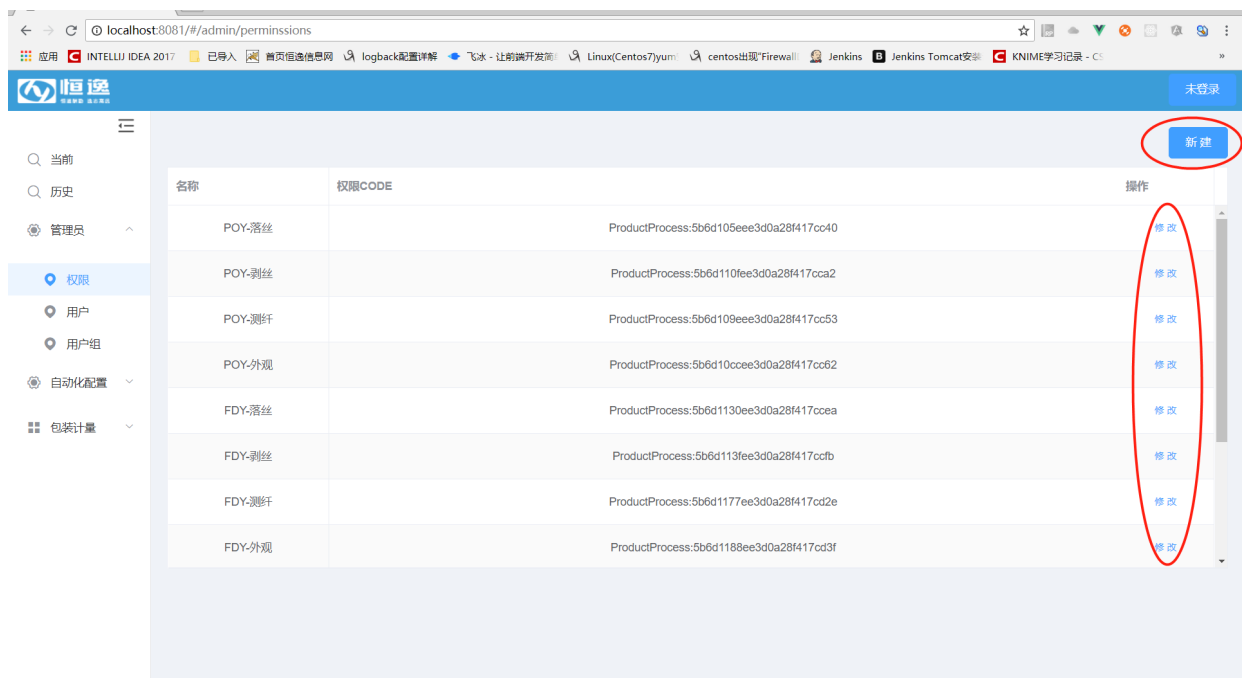 localhost:8081/#/admin/perminssions
应用 INTELLIJ IDEA 2017 已导入 首页恒逸信息网 logback配置详解 飞冰 - 让前端开发简 Linux(Centos7)yum centos出现"Firewall Jenkins Jenkins Tomcat安装 KNIME学习记录 - CS »
恒逸 未登录
新建
当前
历史
管理员
权限
用户
用户组
自动化配置
包装计量
名称 权限CODE 操作
POY-落丝 ProductProcess:5b6d105eee3d0a28f417cc40 修改
POY-剥丝 ProductProcess:5b6d110fee3d0a28f417cca2 修改
POY-测纤 ProductProcess:5b6d109eee3d0a28f417cc53 修改
POY-外观 ProductProcess:5b6d10ccee3d0a28f417cc62 修改
FDY-落丝 ProductProcess:5b6d1130ee3d0a28f417ccea 修改
FDY-剥丝 ProductProcess:5b6d113fee3d0a28f417ccfb 修改
FDY-测纤 ProductProcess:5b6d1177ee3d0a28f417cd2e 修改
FDY-外观 ProductProcess:5b6d1188ee3d0a28f417cd3f 修改